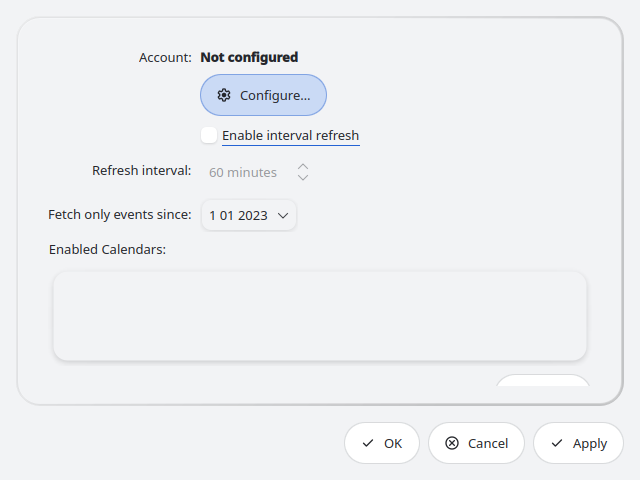 Account: Not configured
Configure...
Enable interval refresh
Refresh interval: 60 minutes
Fetch only events since: 1 01 2023
Enabled Calendars:
OK Cancel Apply